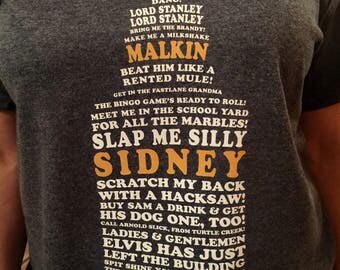 DANG!
LORD STANLEY
LORD STANLEY
BRING ME THE BRANDY!
MAKE ME A MILKSHAKE
MALKIN
BEAT HIM LIKE A
RENTED MULE!
GET IN THE FASTLANE GRANDMA
THE BINGO GAME'S READY TO ROLL!
MEET ME IN THE SCHOOL YARD
FOR ALL THE MARBLES!
SLAP ME SILLY
SIDNEY
SCRATCH MY BACK
WITH A HACKSAW!
BUY SAM A DRINK & GET
HIS DOG ONE, TOO!
CALL ARNOLD SLICK, FROM TURTLE CREEK!
LADIES & GENTLEMEN
ELVIS HAS JUST
LEFT THE BUILDING
SPIT SHINE